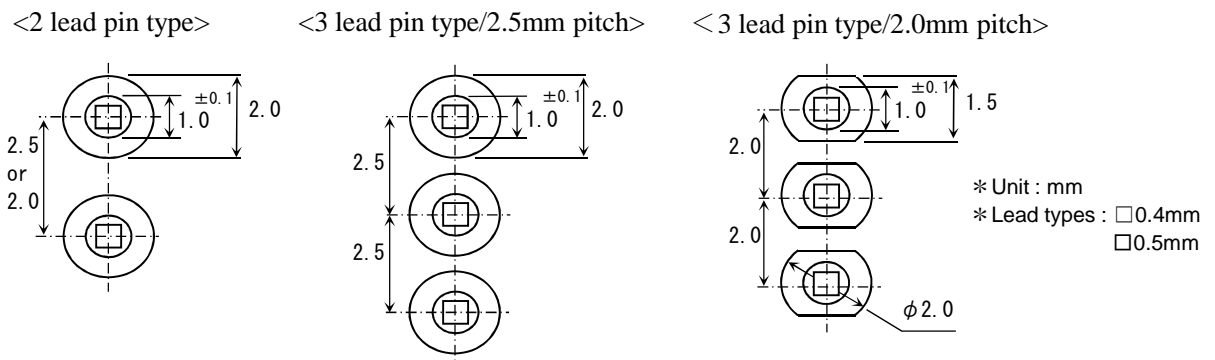 <2 lead pin type>
<3 lead pin type/2.5mm pitch>
＜3 lead pin type/2.0mm pitch>
±0.1
1.0
2.0
2.5
or
2.0
±0.1
1.0
2.0
2.5
2.5
±0.1
1.0
1.5
2.0
2.0
φ2.0
＊Unit : mm
＊Lead types : □0.4mm
□0.5mm